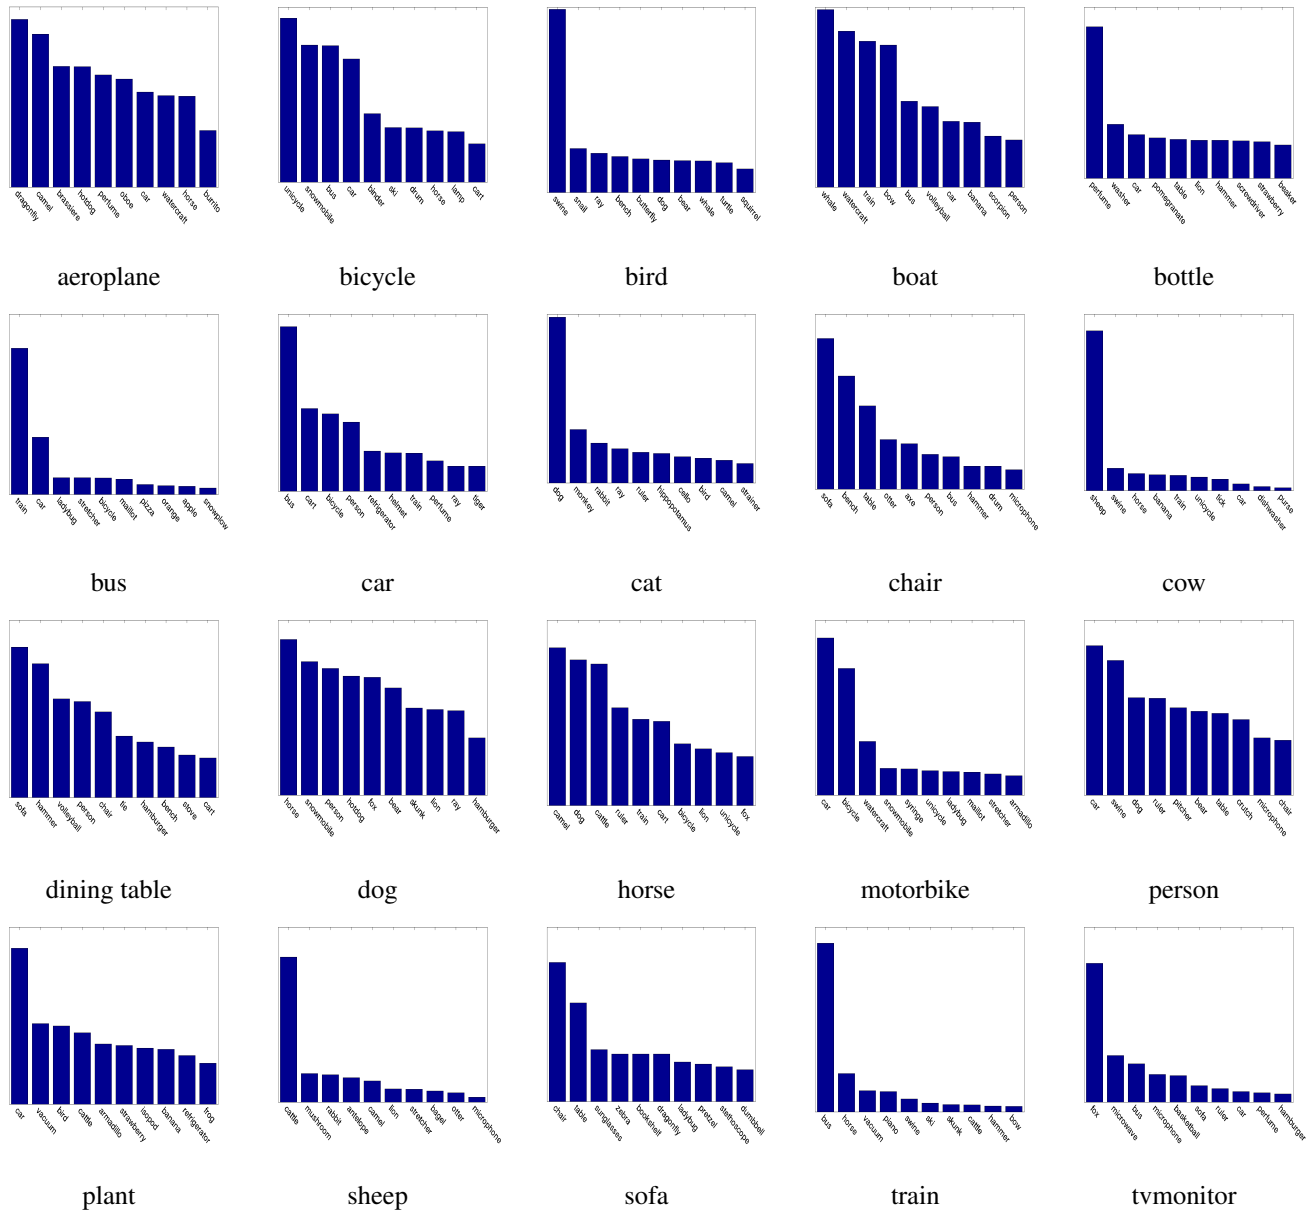 dragonfly camel brassiere hotdog perfume oboe car watercraft horse burrito
aeroplane
unicycle snowmobile bus car binder ski drum horse lamp cart
bicycle
swine snail ray bench butterfly dog bear whale turtle squirrel
bird
whale watercraft train bow bus volleyball car banana scorpion person
boat
perfume washer car pomegranate table lion hammer screwdriver strawberry beaker
bottle
train car ladybug stretcher bicycle maillot pizza orange apple snowplow
bus
bus cart bicycle person refrigerator helmet train perfume ray tiger
car
dog monkey rabbit ray ruler hippopotamus cello bird camel strainer
cat
sofa bench table otter axe person bus hammer drum microphone
chair
sheep swine horse banana train unicycle tick car dishwasher purse
cow
sofa hammer volleyball person chair tie hamburger bench stove cart
dining table
horse snowmobile person hotdog fox bear skunk lion ray hamburger
dog
camel dog cattle ruler train cart bicycle lion unicycle fox
horse
car bicycle watercraft snowmobile syringe unicycle ladybug maillot stretcher armadillo
motorbike
car swine dog ruler pitcher bear table crutch microphone chair
person
car vacuum bird cattle armadillo strawberry isopod banana refrigerator frog
plant
cattle mushroom rabbit antelope camel lion stretcher bagel otter microphone
sheep
chair table sunglasses zebra bookshelf dragonfly ladybug pretzel stethoscope dumbbell
sofa
bus horse vacuum piano swine ski skunk cattle hammer bow
train
fox microwave bus microphone basketball sofa ruler car perfume hamburger
tvmonitor